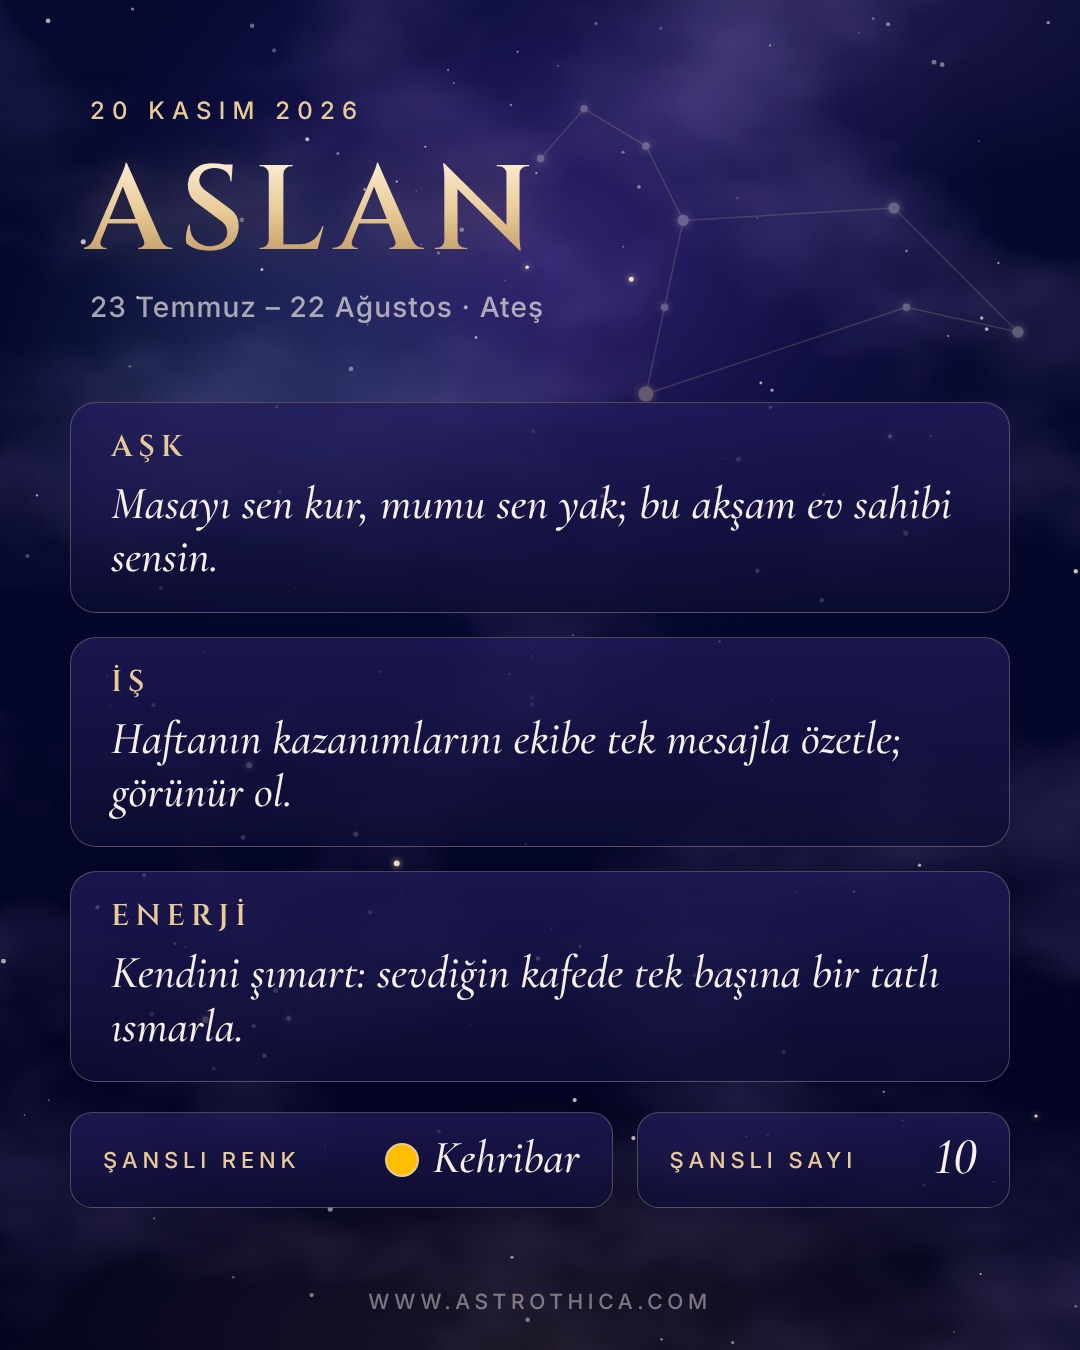 20 KASIM 2026
ASLAN
23 Temmuz – 22 Ağustos · Ateş
AŞK
Masayı sen kur, mumu sen yak; bu akşam ev sahibi
sensin.
İŞ
Haftanın kazanımlarını ekibe tek mesajla özetle;
görünür ol.
ENERJİ
Kendini şımart: sevdiğin kafede tek başına bir tatlı
ısmarla.
ŞANSLI RENK Kehribar
ŞANSLI SAYI 10
WWW.ASTROTHICA.COM